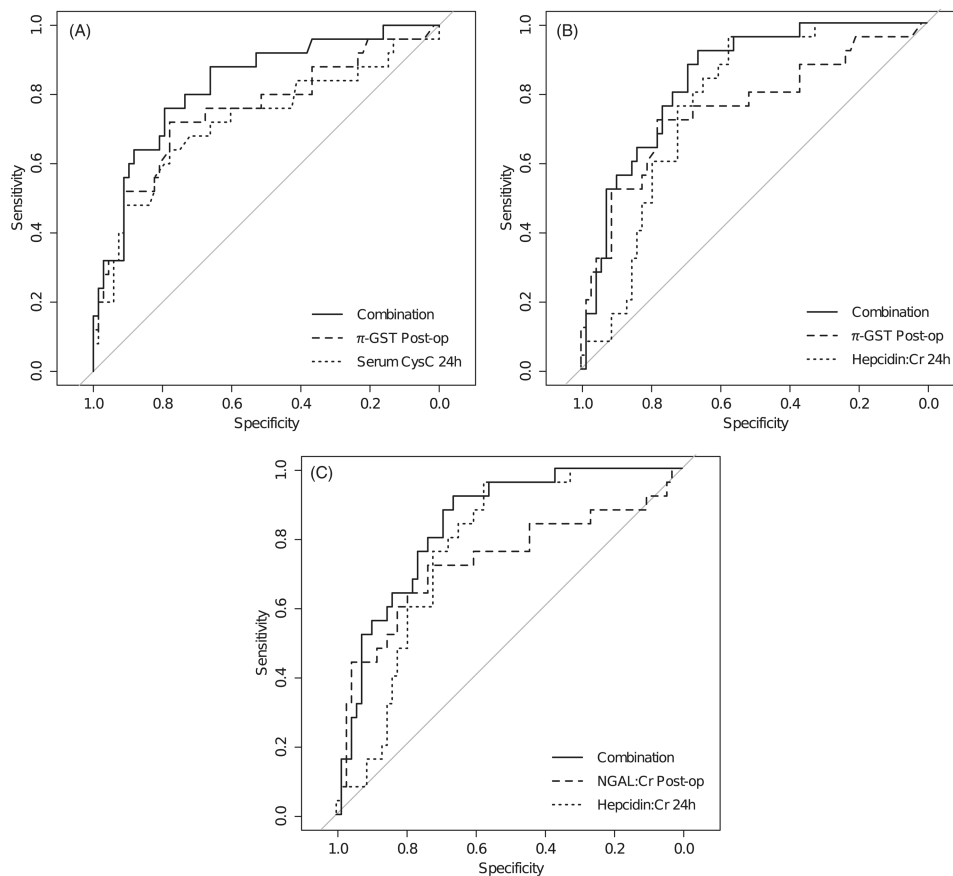 (A)
1.0
0.8
0.6
0.4
0.2
0.0
Sensitivity
Combination
π-GST Post-op
Serum CysC 24h
1.0 0.8 0.6 0.4 0.2 0.0
Specificity
(B)
1.0
0.8
0.6
0.4
0.2
0.0
Sensitivity
Combination
π-GST Post-op
Hepcidin:Cr 24h
1.0 0.8 0.6 0.4 0.2 0.0
Specificity
(C)
1.0
0.8
0.6
0.4
0.2
0.0
Sensitivity
Combination
NGAL:Cr Post-op
Hepcidin:Cr 24h
1.0 0.8 0.6 0.4 0.2 0.0
Specificity